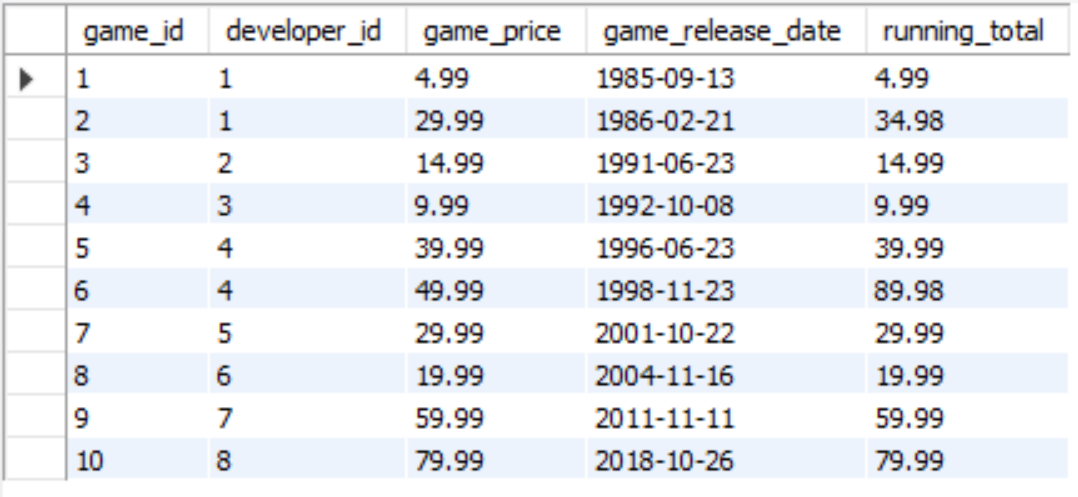 game_id developer_id game_price game_release_date running_total
1 1 4.99 1985-09-13 4.99
2 1 29.99 1986-02-21 34.98
3 2 14.99 1991-06-23 14.99
4 3 9.99 1992-10-08 9.99
5 4 39.99 1996-06-23 39.99
6 4 49.99 1998-11-23 89.98
7 5 29.99 2001-10-22 29.99
8 6 19.99 2004-11-16 19.99
9 7 59.99 2011-11-11 59.99
10 8 79.99 2018-10-26 79.99